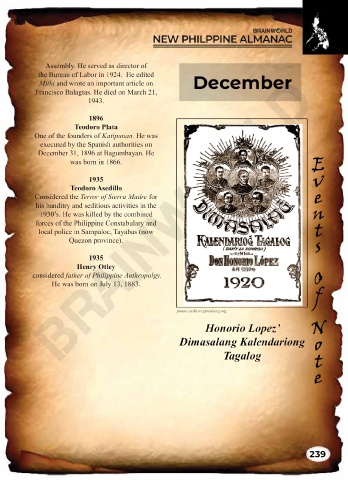 BRAINWORLD
NEW PHILPPINE ALMANAC
Assembly. He served as director of
the Bureau of Labor in 1924. He edited
Mithi and wrote an important article on
Francisco Balagtas. He died on March 21,
1943.
1896
Teodoro Plata
One of the founders of Katipunan. He was
executed by the Spanish authorities on
December 31, 1896 at Bagumbayan. He
was born in 1866.
1935
Teodoro Asedillo
Considered the Terror of Sierra Madre for
his banditry and seditious activities in the
1930's. He was killed by the combined
forces of the Philippine Constabulary and
local police in Sampaloc, Tayabas (now
Quezon province).
1935
Henry Otley
considered father of Philippine Anthropolgy.
He was born on July 13, 1883.
December
DIMASALAG
KALENDARIOG TAGALOG
DON HONORIO LÓPEZ
1920
Honorio Lopez'
Dimasalang Kalendariong
Tagalog
Events Of Note
239